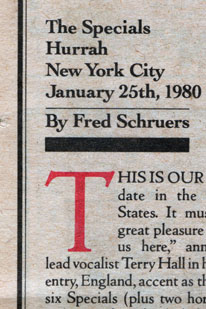 The Specials
Hurrah
New York City
January 25th, 1980
By Fred Schruers
THIS IS OUR
date in the
States. It mu
great pleasure
us here,” ann
lead vocalist Terry Hall in h
entry, England, accent as th
six Specials (plus two hor